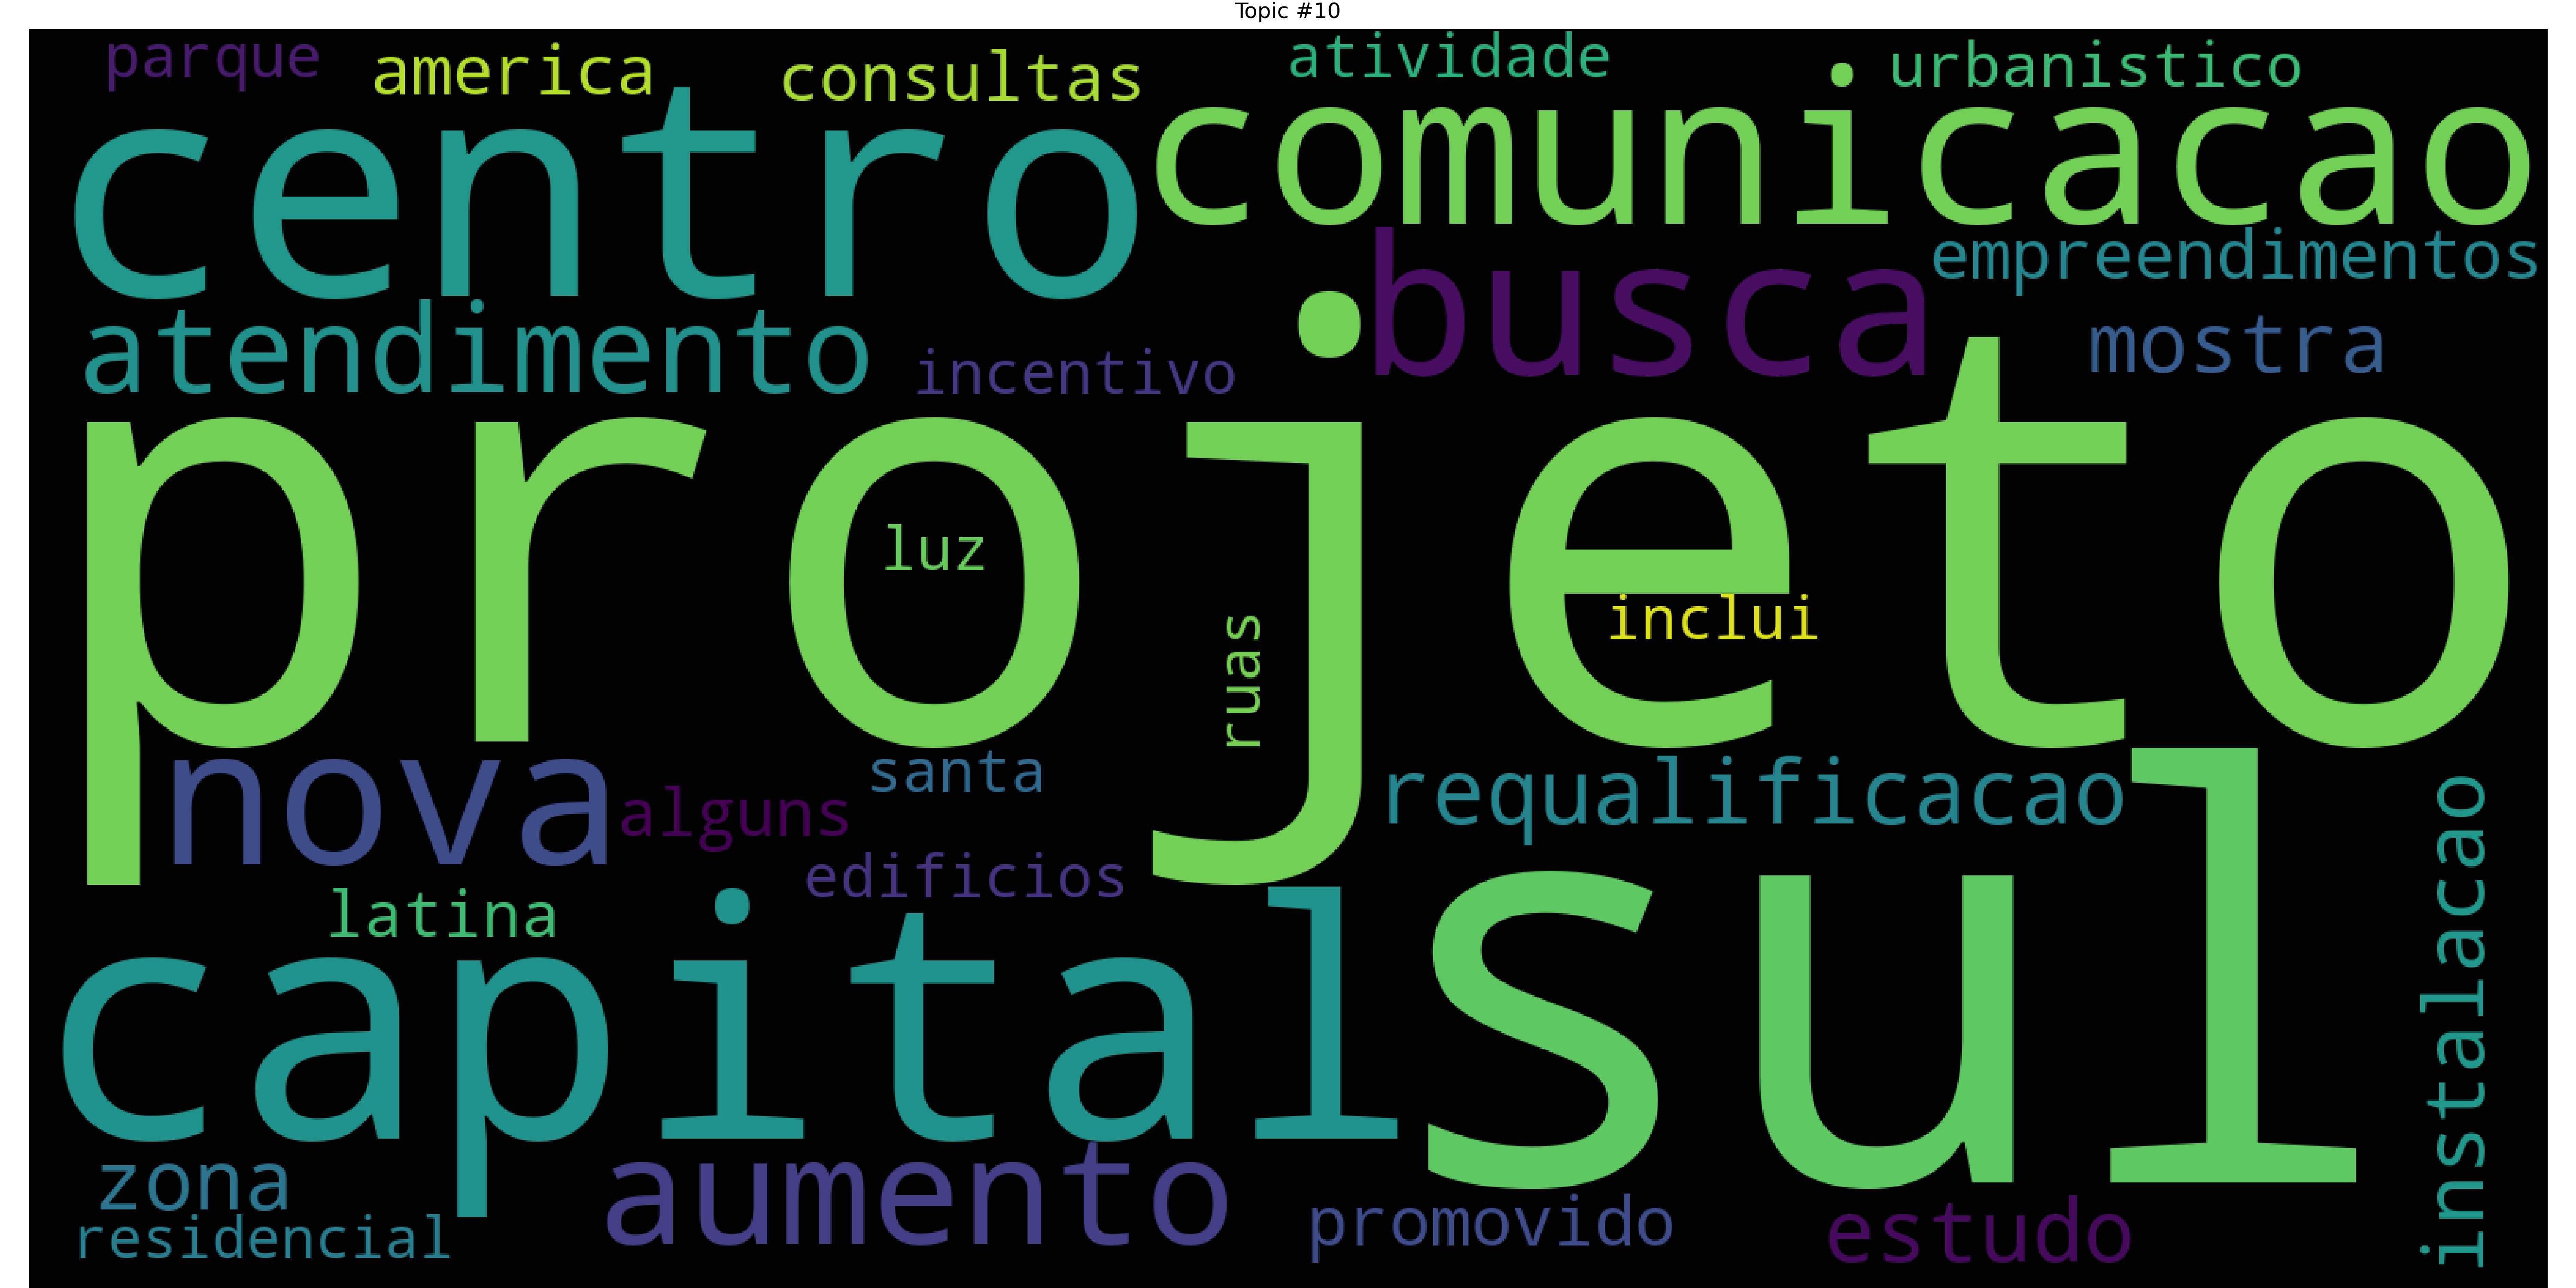 Topic #10
parque
america
consultas
atividade
urbanistico
centro
comunicacao
busca
empreendimentos
atendimento
incentivo
mostra
projeto
luz
inclui
ruas
nova
santa
alguns
requalificacao
edificios
latina
capital
sul
instalacao
zona
aumento
promovido
estudo
residencial